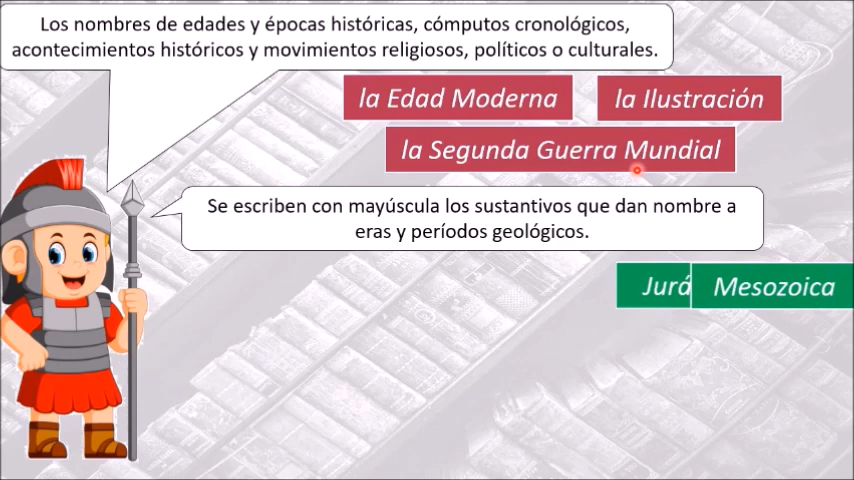 Los nombres de edades y épocas históricas, cómputos cronológicos,
acontecimientos históricos y movimientos religiosos, políticos o culturales.
la Edad Moderna
la Ilustración
la Segunda Guerra Mundial
Se escriben con mayúscula los sustantivos que dan nombre a
eras y períodos geológicos.
Jurá
Mesozoica